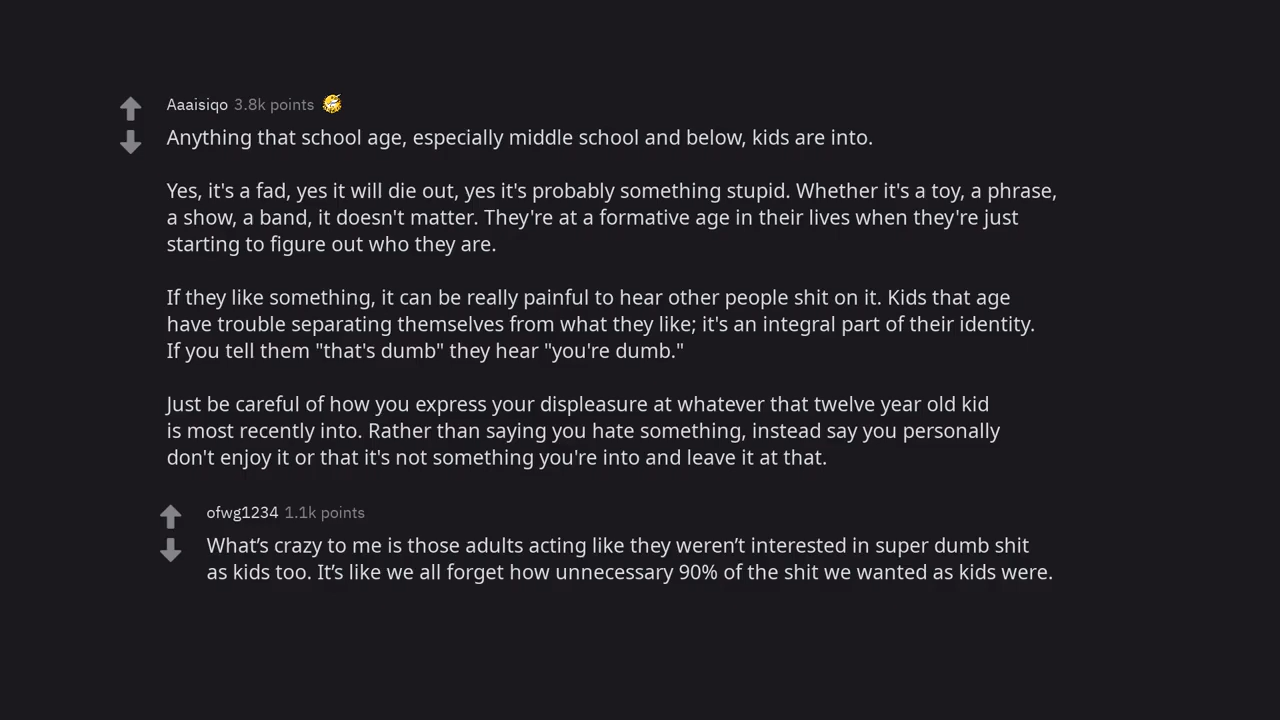 Aaaisiqo 3.8k points
Anything that school age, especially middle school and below, kids are into.
Yes, it's a fad, yes it will die out, yes it's probably something stupid. Whether it's a toy, a phrase,
a show, a band, it doesn't matter. They're at a formative age in their lives when they're just
starting to figure out who they are.
If they like something, it can be really painful to hear other people shit on it. Kids that age
have trouble separating themselves from what they like; it's an integral part of their identity.
If you tell them "that's dumb" they hear "you're dumb."
Just be careful of how you express your displeasure at whatever that twelve year old kid
is most recently into. Rather than saying you hate something, instead say you personally
don't enjoy it or that it's not something you're into and leave it at that.
ofwg1234 1.1k points
What’s crazy to me is those adults acting like they weren’t interested in super dumb shit
as kids too. It’s like we all forget how unnecessary 90% of the shit we wanted as kids were.